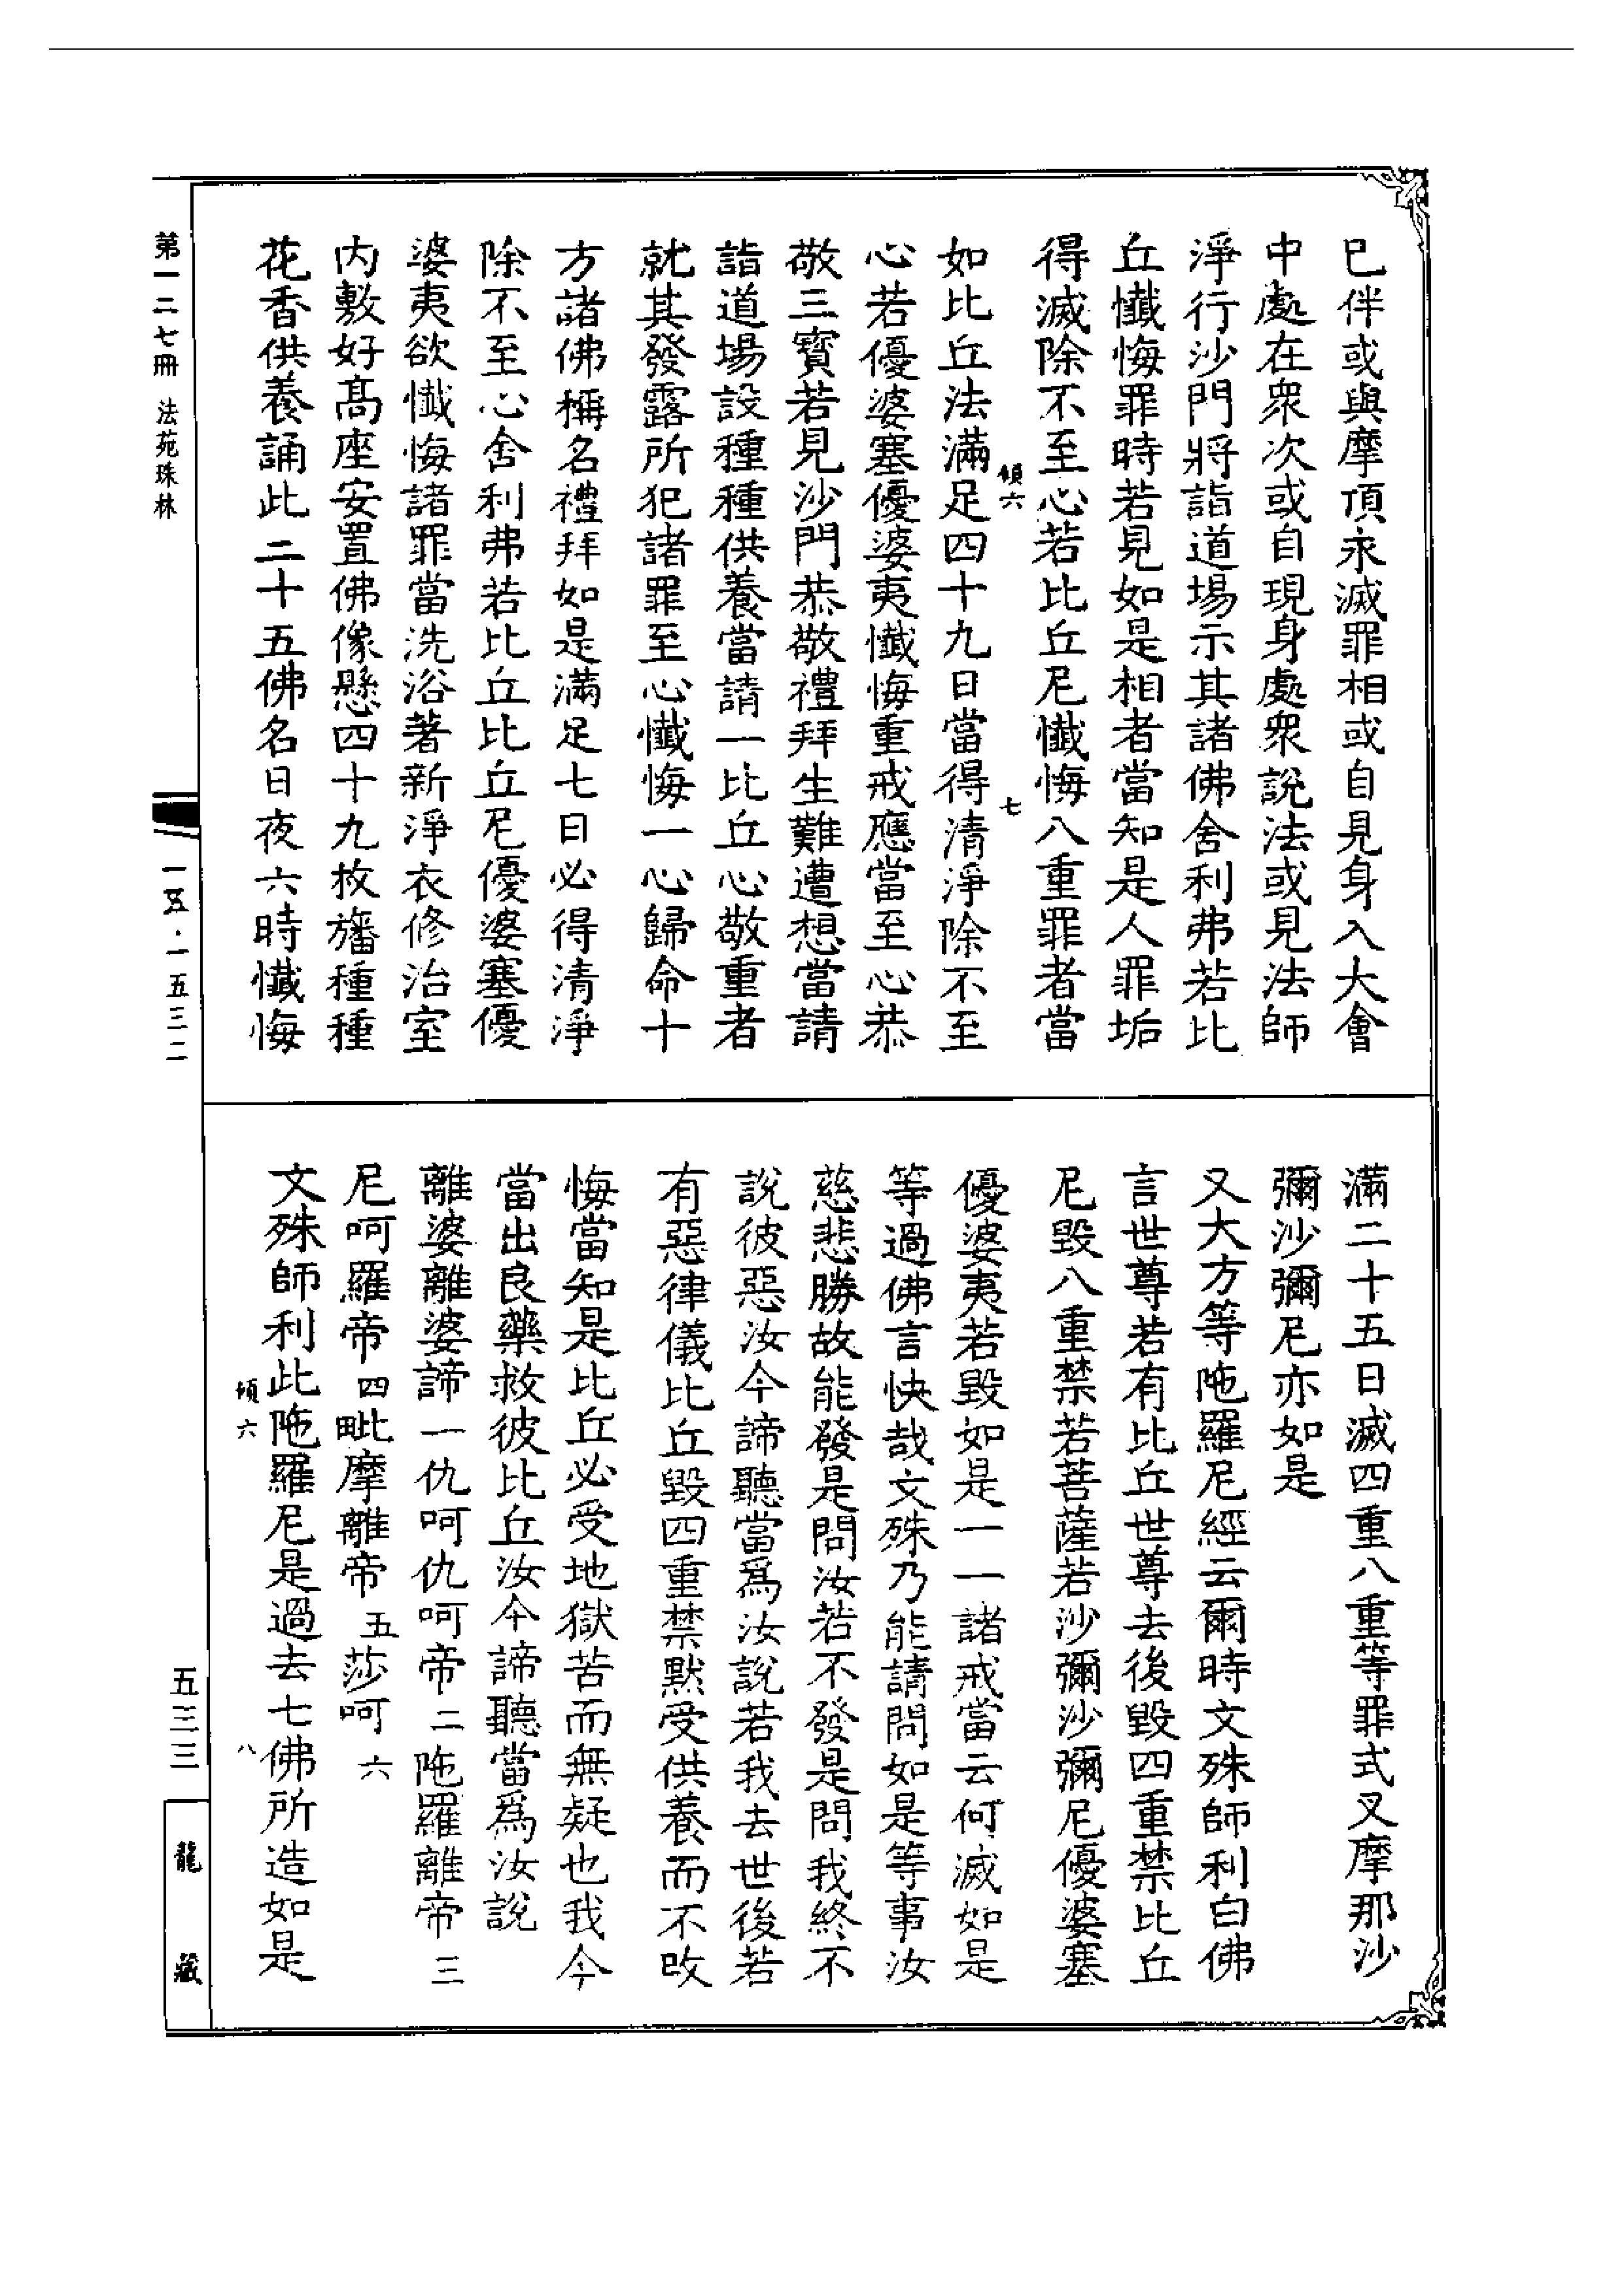 已伴或與摩頂永滅罪相或自見身入大會
中處在衆次或自現身處衆說法或見法師
淨行沙門將詣道場示其諸佛舍利弗若比
丘懺悔罪時若見如是相者當知是人罪垢
得滅除不至心若比丘尼懺悔八重罪者當
六 七
如比丘法滿足四十九日當得清淨除不至
心若優婆塞優婆夷懺悔重戒應當至心恭
敬三寶若見沙門恭敬禮拜生難遭想當請
詣道場設種種供養當請一比丘心敬重者
就其發露所犯諸罪至心懺悔一心歸命十
方諸佛稱名禮拜如是滿足七日必得清淨
除不至心舍利弗若比丘比丘尼優婆塞優
婆夷欲懺悔諸罪當洗浴著新淨衣修治室
內敷好高座安置佛像懸四十九枚旛種種
花香供養誦此二十五佛名日夜六時懺悔
滿二十五日滅四重八重等罪式叉摩那沙
彌沙彌尼亦如是
又大方等陁羅尼經云爾時文殊師利白佛
言世尊若有比丘世尊去後毀四重禁比丘
尼毀八重禁若菩薩若沙彌沙彌尼優婆塞
優婆夷若毀如是一一諸戒當云何滅如是
等過佛言快哉文殊乃能請問如是等事汝
慈悲勝故能發是問汝若不發是問我終不
說彼惡汝今諦聽當爲汝說若我去世後若
有惡律儀比丘毀四重禁默受供養而不改
悔當知是比丘必受地獄苦而無疑也我今
當出良藥救彼比丘汝今諦聽當爲汝說
離婆離婆諦一仇呵仇呵帝二陁羅離帝三
尼呵羅帝四毗摩離帝五莎呵六
文殊師利此陁羅尼是過去七佛所造如是
六 八
第一二七冊 法苑珠林
一五·一五三二
五三三
龍藏